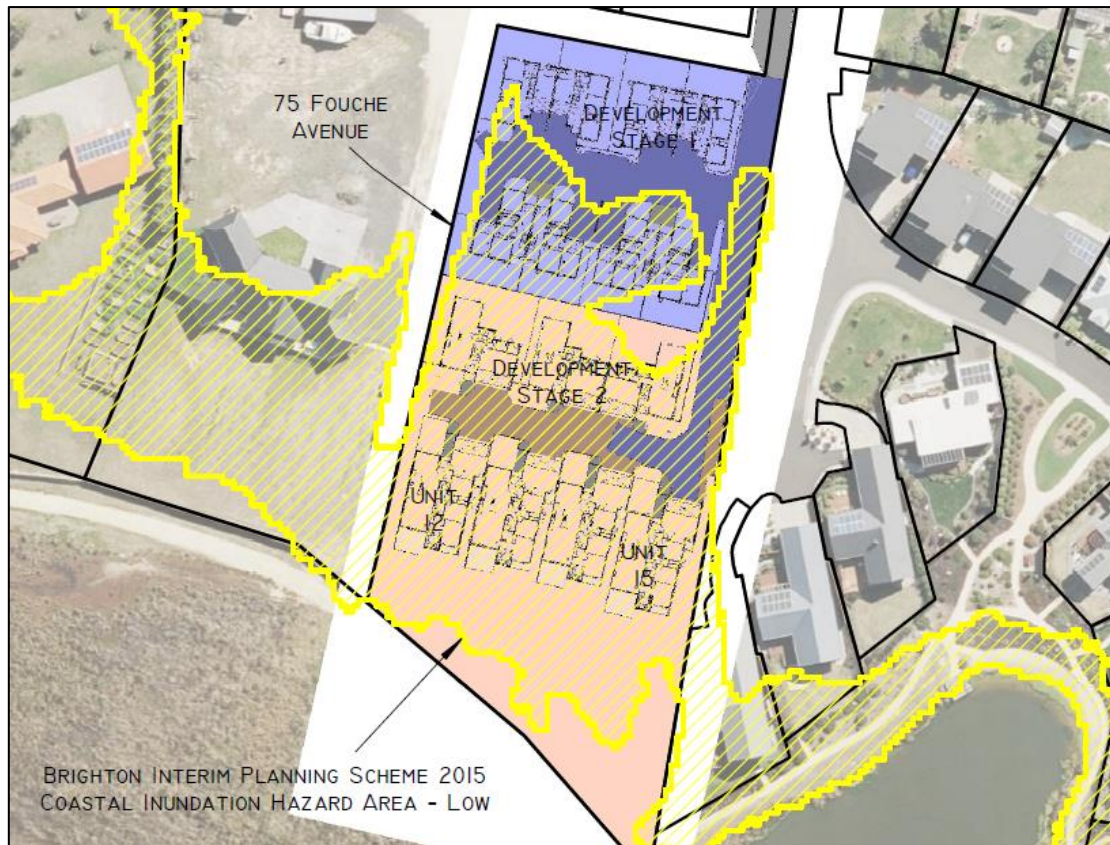 75 FOUCHE
AVENUE
DEVELOPMENT
STAGE 1
DEVELOPMENT
STAGE 2
UNIT
12
UNIT
15
BRIGHTON INTERIM PLANNING SCHEME 2015
COASTAL INUNDATION HAZARD AREA - LOW